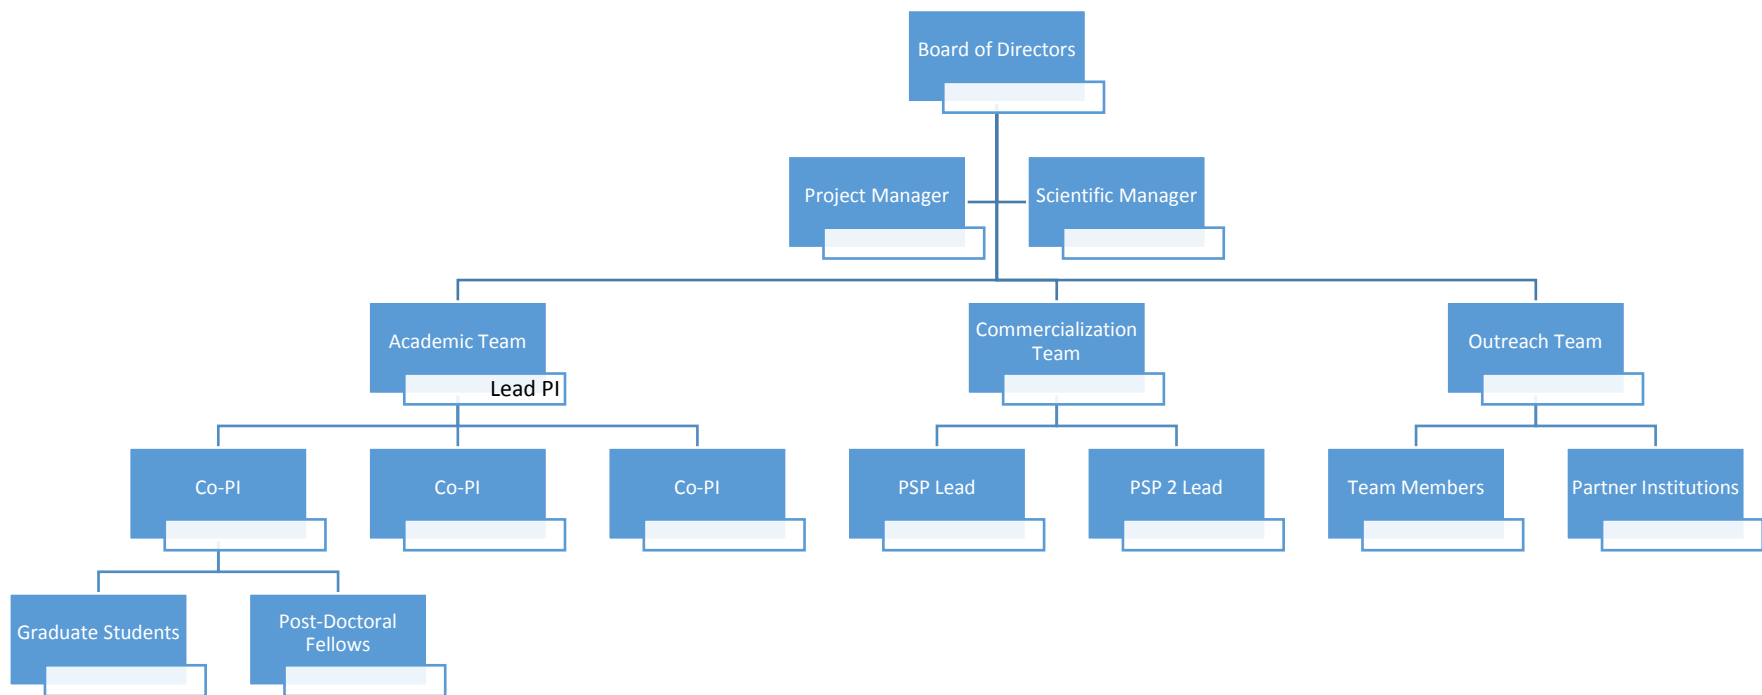 Board of Directors
Project Manager
Scientific Manager
Academic Team
Lead PI
Commercialization
Team
Outreach Team
Co-PI
Co-PI
Co-PI
PSP Lead
PSP 2 Lead
Team Members
Partner Institutions
Graduate Students
Post-Doctoral
Fellows